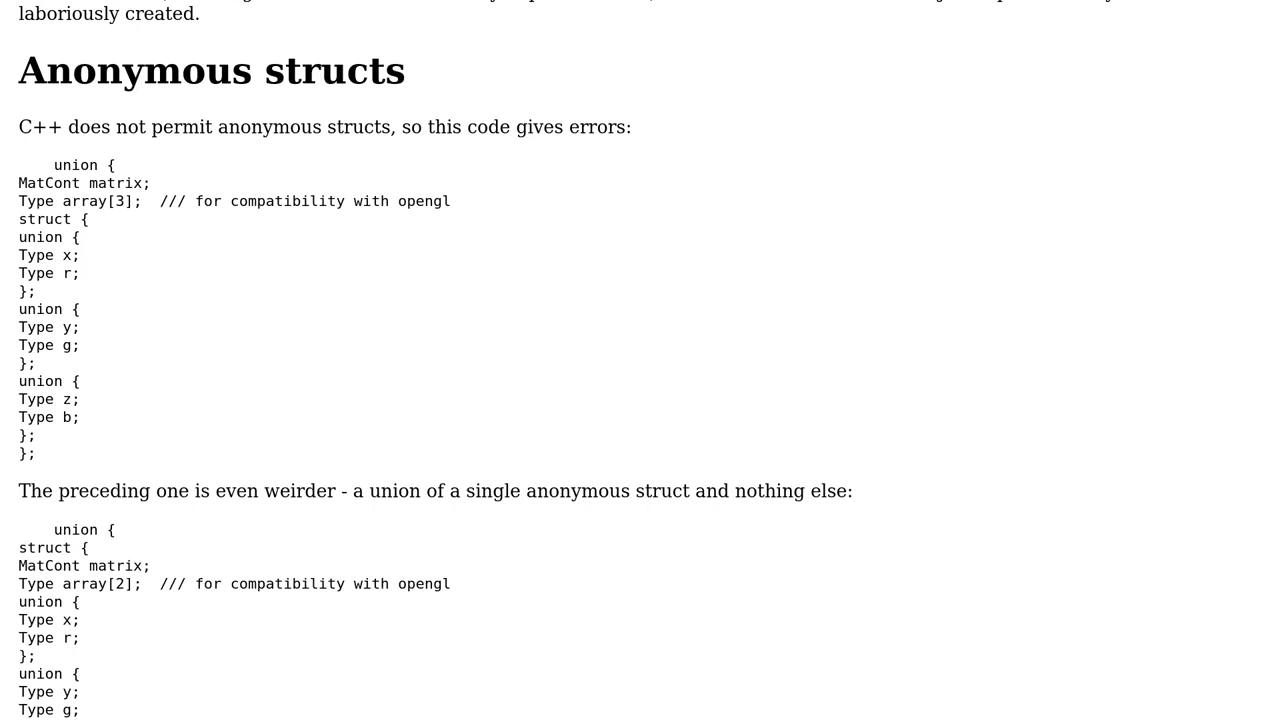 laboriously created.
Anonymous structs
C++ does not permit anonymous structs, so this code gives errors:
union {
MatCont matrix;
Type array[3];  /// for compatibility with opengl
struct {
union {
Type x;
Type r;
};
union {
Type y;
Type g;
};
union {
Type z;
Type b;
};
};
The preceding one is even weirder - a union of a single anonymous struct and nothing else:
union {
struct {
MatCont matrix;
Type array[2];  /// for compatibility with opengl
union {
Type x;
Type r;
};
union {
Type y;
Type g;